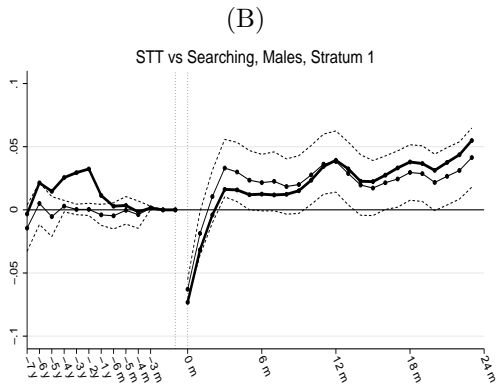 (B)
STT vs Searching, Males, Stratum 1
.1
.05
0
-.05
-.1
-7 y
-6 y
-5 y
-4 y
-3 y
-2 y
-1 y
-6 m
-5 m
-4 m
-3 m
0 m
6 m
12 m
18 m
24 m